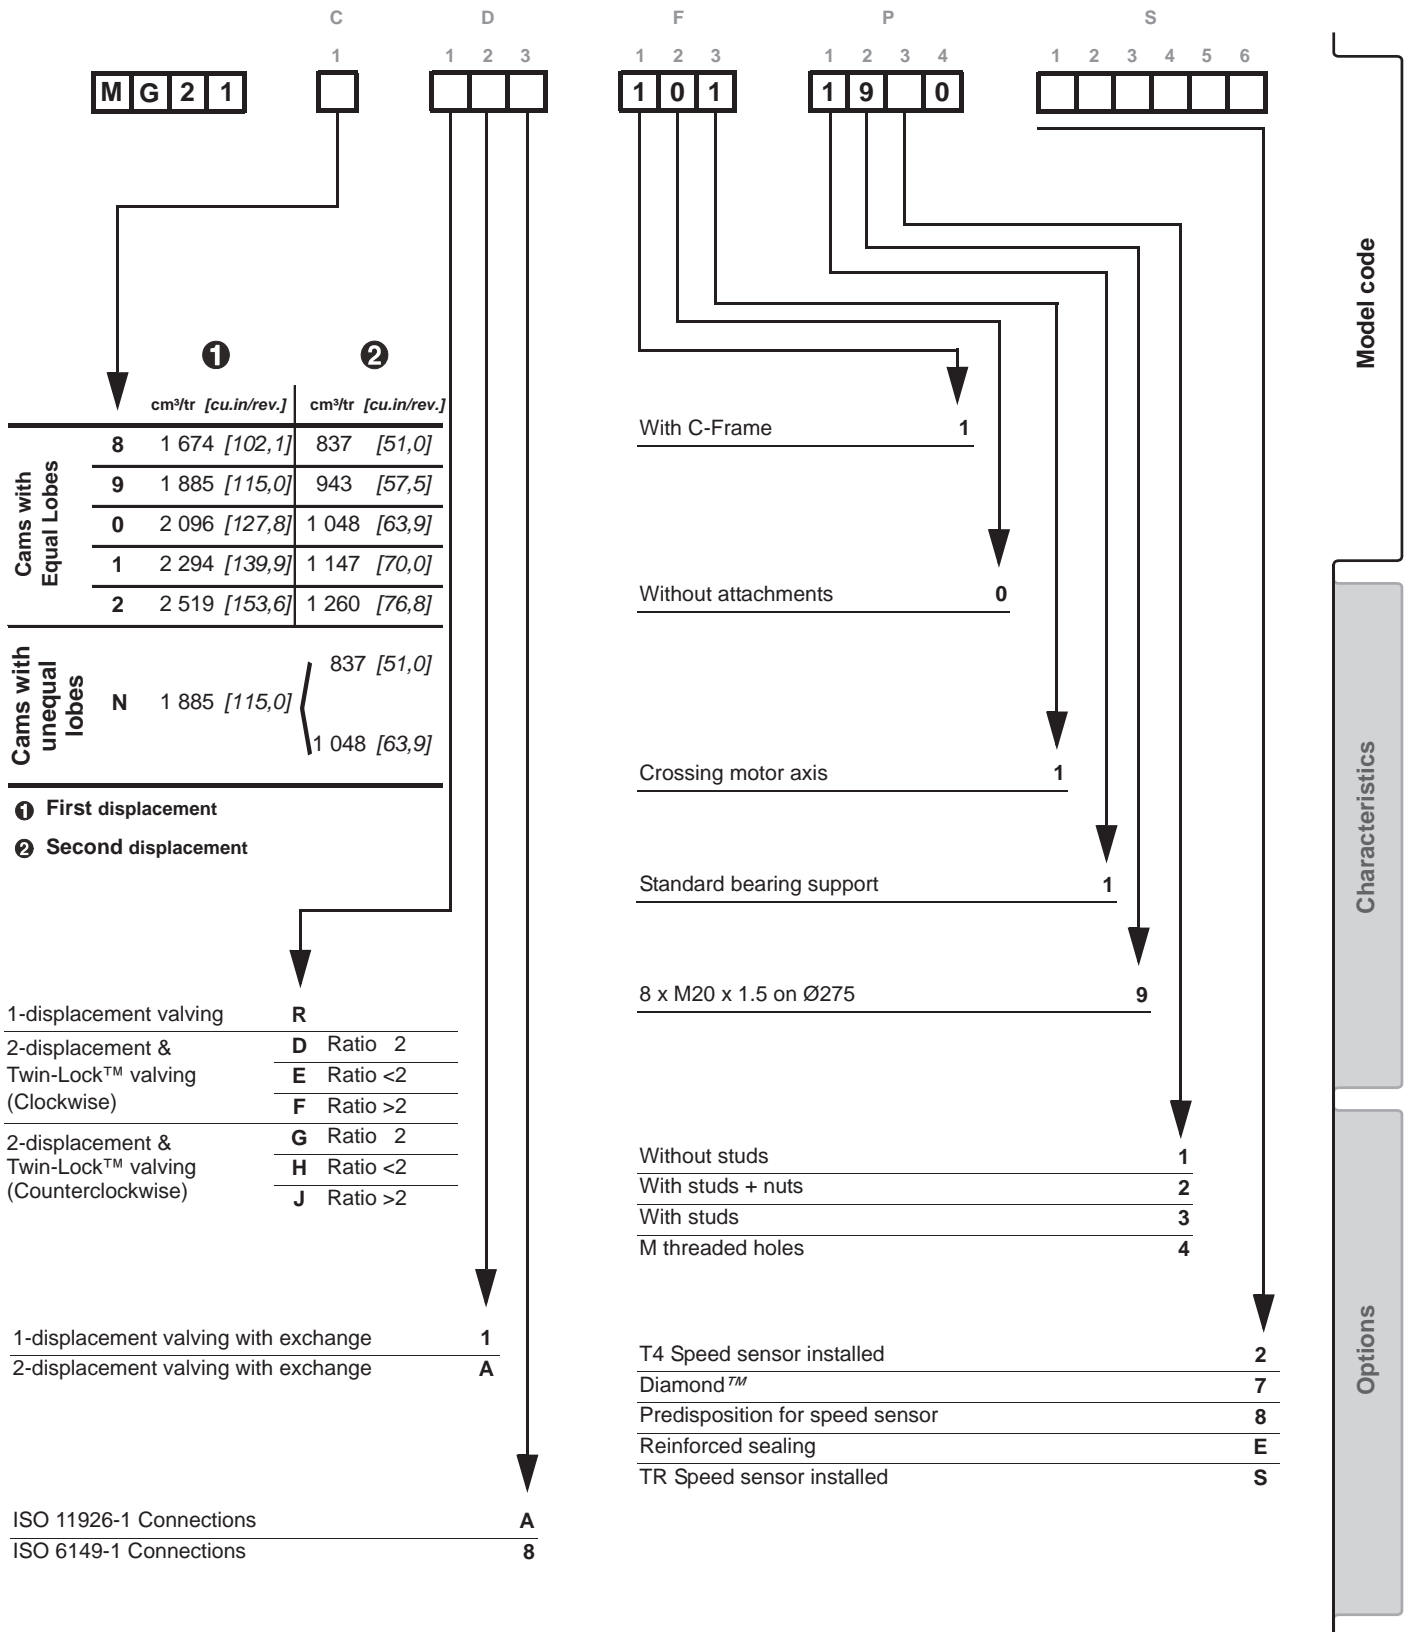 C D F P S
1 1 2 3 1 2 3 1 2 3 4 1 2 3 4 5 6
M G 2 1 1 0 1 1 9 0
❶ ❷
cm³/tr [cu.in/rev.] cm³/tr [cu.in/rev.]
Cams with
Equal Lobes
8 1 674 [102,1] 837 [51,0]
9 1 885 [115,0] 943 [57,5]
0 2 096 [127,8] 1 048 [63,9]
1 2 294 [139,9] 1 147 [70,0]
2 2 519 [153,6] 1 260 [76,8]
Cams with
unequal
lobes
837 [51,0]
N 1 885 [115,0]
1 048 [63,9]
❶ First displacement
❷ Second displacement
1-displacement valving R
2-displacement &
Twin-Lock™ valving
(Clockwise)
D Ratio 2
E Ratio <2
F Ratio >2
2-displacement &
Twin-Lock™ valving
(Counterclockwise)
G Ratio 2
H Ratio <2
J Ratio >2
1-displacement valving with exchange 1
2-displacement valving with exchange A
ISO 11926-1 Connections A
ISO 6149-1 Connections 8
With C-Frame 1
Without attachments 0
Crossing motor axis 1
Standard bearing support 1
8 x M20 x 1.5 on Ø275 9
Without studs 1
With studs + nuts 2
With studs 3
M threaded holes 4
T4 Speed sensor installed 2
Diamond™ 7
Predisposition for speed sensor 8
Reinforced sealing E
TR Speed sensor installed S
Model code
Characteristics
Options